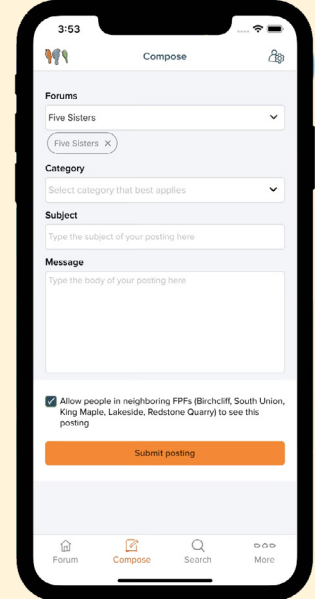 3:53
Compose
Forums
Five Sisters
Five Sisters ×
Category
Select category that best applies
Subject
Type the subject of your posting here
Message
Type the body of your posting here
Allow people in neighboring FPFs (Birchcliff, South Union,
King Maple, Lakeside, Redstone Quarry) to see this
posting
Submit posting
Forum Compose Search More